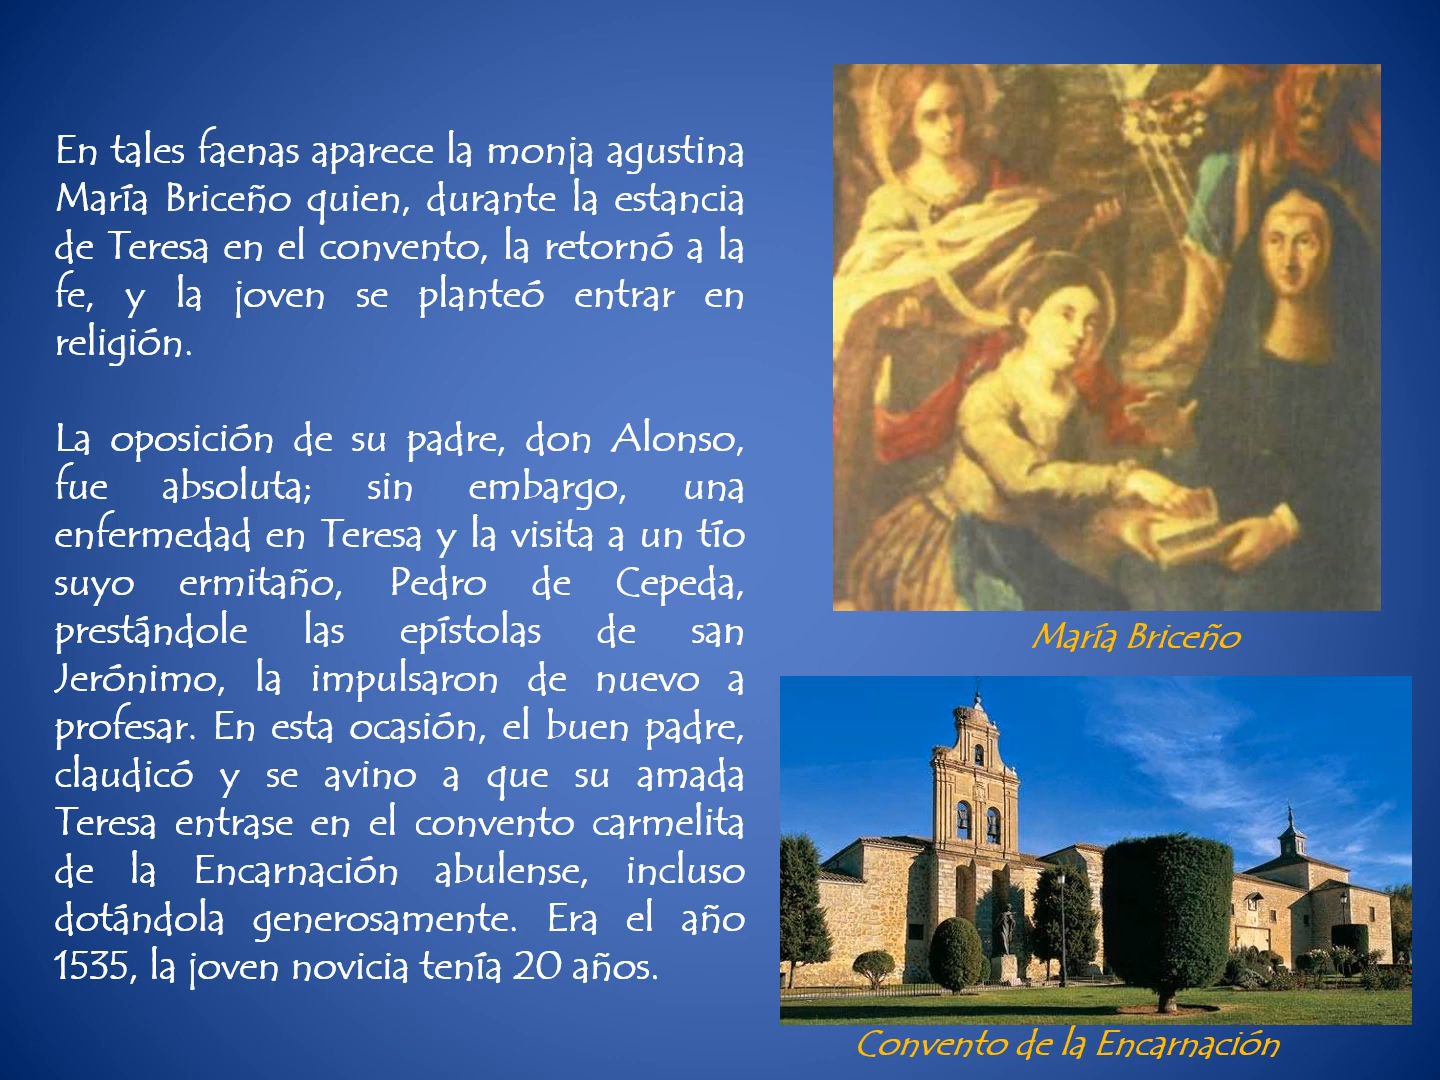 En tales faenas aparece la monja agustina
María Briceño quien, durante la estancia
de Teresa en el convento, la retornó a la
fe, y la joven se planteó entrar en
religión.
La oposición de su padre, don Alonso,
fue absoluta; sin embargo, una
enfermedad en Teresa y la visita a un tío
suyo ermitaño, Pedro de Cepeda,
prestándole las epístolas de san
Jerónimo, la impulsaron de nuevo a
profesar. En esta ocasión, el buen padre,
claudicó y se avino a que su amada
Teresa entrase en el convento carmelita
de la Encarnación abulense, incluso
dotándola generosamente. Era el año
1535, la joven novicia tenía 20 años.
María Briceño
Convento de la Encarnación